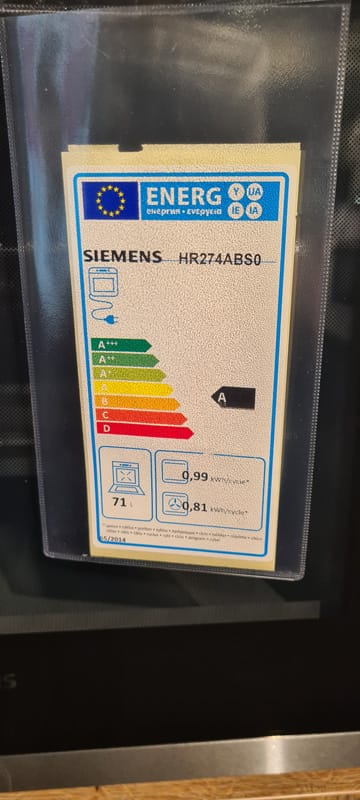 ENERG Y UA
енергия · ενεργεια IE IA
SIEMENS HR274ABS0
A+++
A++
A+
A
B
C
D
A
0,99 kWh/cycle*
71 L
0,81 kWh/cycle*
65/2014